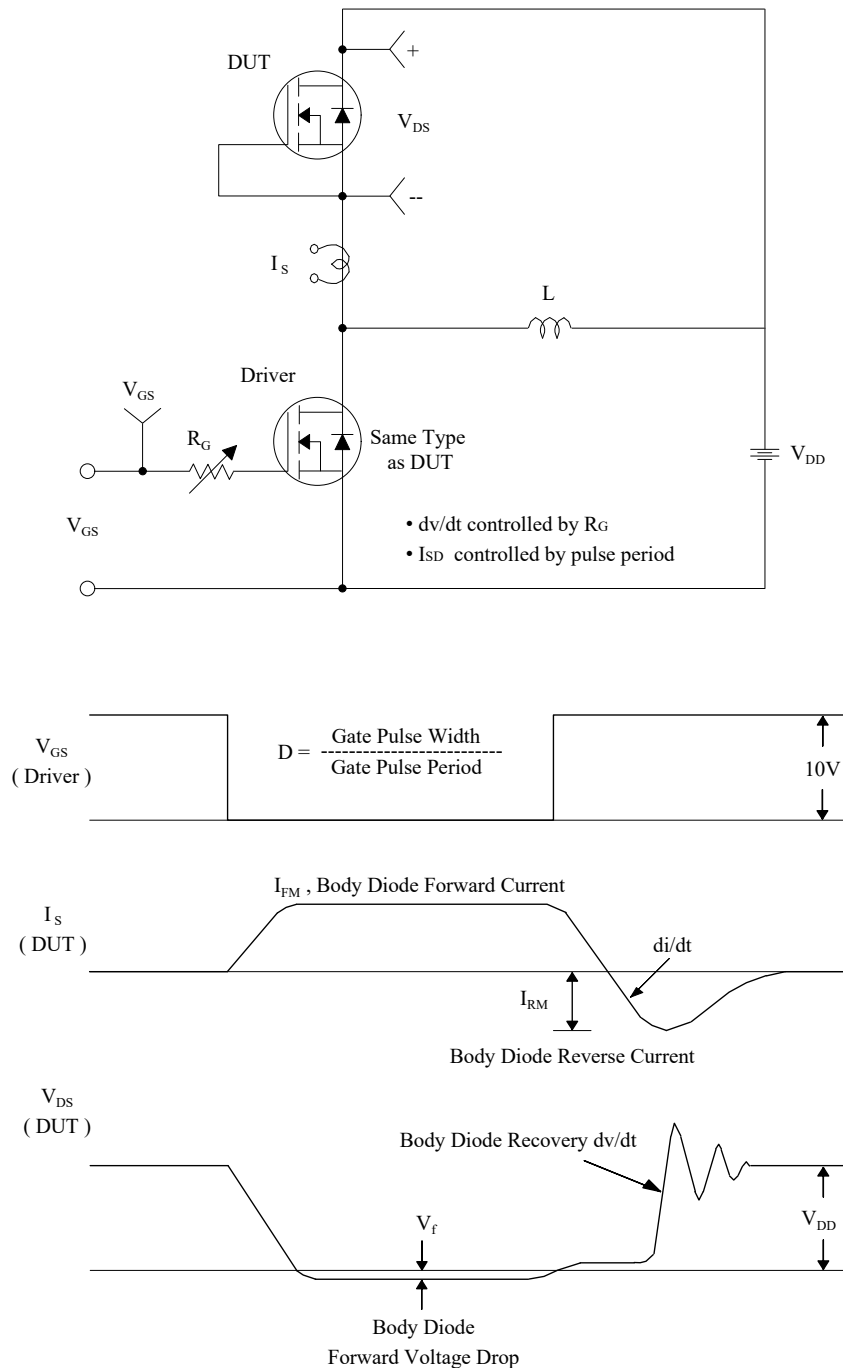 DUT
+
V_DS
--
I_S
L
Driver
V_GS
R_G
Same Type
as DUT
V_DD
V_GS
• dv/dt controlled by RG
• ISD controlled by pulse period
V_GS
( Driver )
D = Gate Pulse Width
--------------------------
Gate Pulse Period
10V
I_FM , Body Diode Forward Current
I_S
( DUT )
di/dt
I_RM
Body Diode Reverse Current
V_DS
( DUT )
Body Diode Recovery dv/dt
V_f
V_DD
Body Diode
Forward Voltage Drop